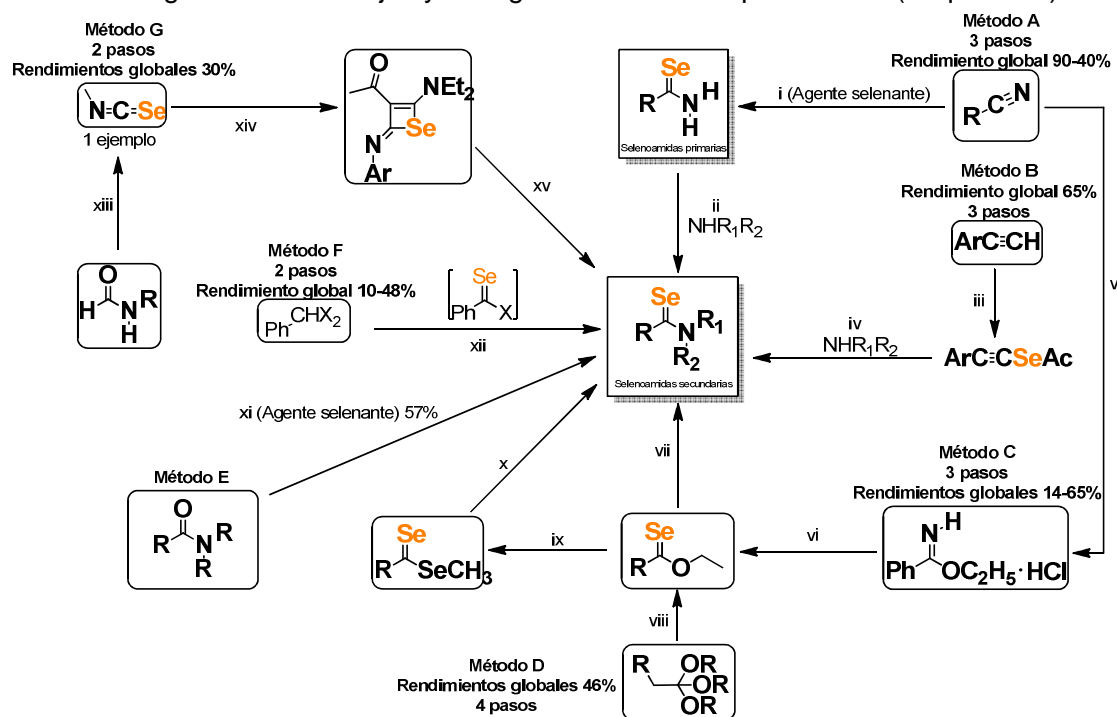 Método G
2 pasos
Rendimientos globales 30%
N=C=Se
1 ejemplo
xiv
O
NEt2
Se
N
Ar
Se
R
N
H
H
Selenoamidas primarias
i (Agente selenante)
Método A
3 pasos
Rendimiento global 90-40%
R
C≡N
xiii
xv
ii
NHR1R2
Método B
Rendimiento global 65%
3 pasos
ArC≡CH
v
O
H
N
R
H
Método F
2 pasos
Rendimiento global 10-48%
Ph
CHX2
Se
Ph
X
xii
Se
R
N
R1
R2
Selenoamidas secundarias
iii
iv
NHR1R2
ArC≡CSeAc
xi (Agente selenante) 57%
x
vii
Método C
3 pasos
Rendimientos globales 14-65%
Método E
O
R
N
R
R
Se
R
SeCH3
ix
Se
R
O
vi
N
H
Ph
OC2H5·HCl
viii
Método D
Rendimientos globales 46%
4 pasos
R
OR
OR
OR